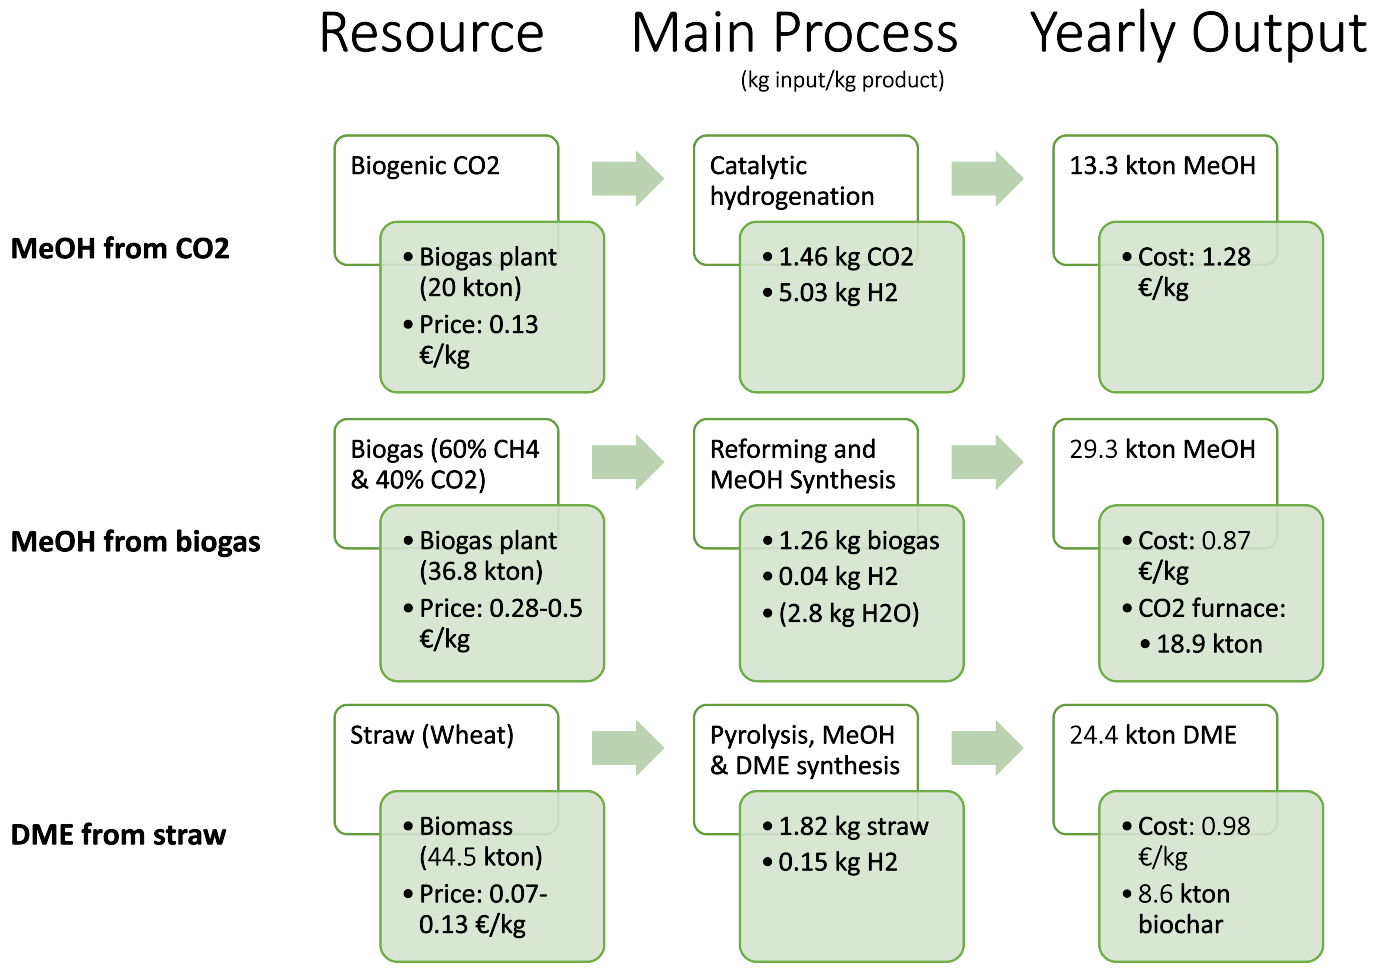 Resource
Main Process
(kg input/kg product)
Yearly Output
MeOH from CO2
Biogenic CO2
• Biogas plant
(20 kton)
• Price: 0.13
€/kg
Catalytic
hydrogenation
• 1.46 kg CO2
• 5.03 kg H2
13.3 kton MeOH
• Cost: 1.28
€/kg
MeOH from biogas
Biogas (60% CH4
& 40% CO2)
• Biogas plant
(36.8 kton)
• Price: 0.28-0.5
€/kg
Reforming and
MeOH Synthesis
• 1.26 kg biogas
• 0.04 kg H2
• (2.8 kg H2O)
29.3 kton MeOH
• Cost: 0.87
€/kg
• CO2 furnace:
• 18.9 kton
DME from straw
Straw (Wheat)
• Biomass
(44.5 kton)
• Price: 0.07-
0.13 €/kg
Pyrolysis, MeOH
& DME synthesis
• 1.82 kg straw
• 0.15 kg H2
24.4 kton DME
• Cost: 0.98
€/kg
• 8.6 kton
biochar